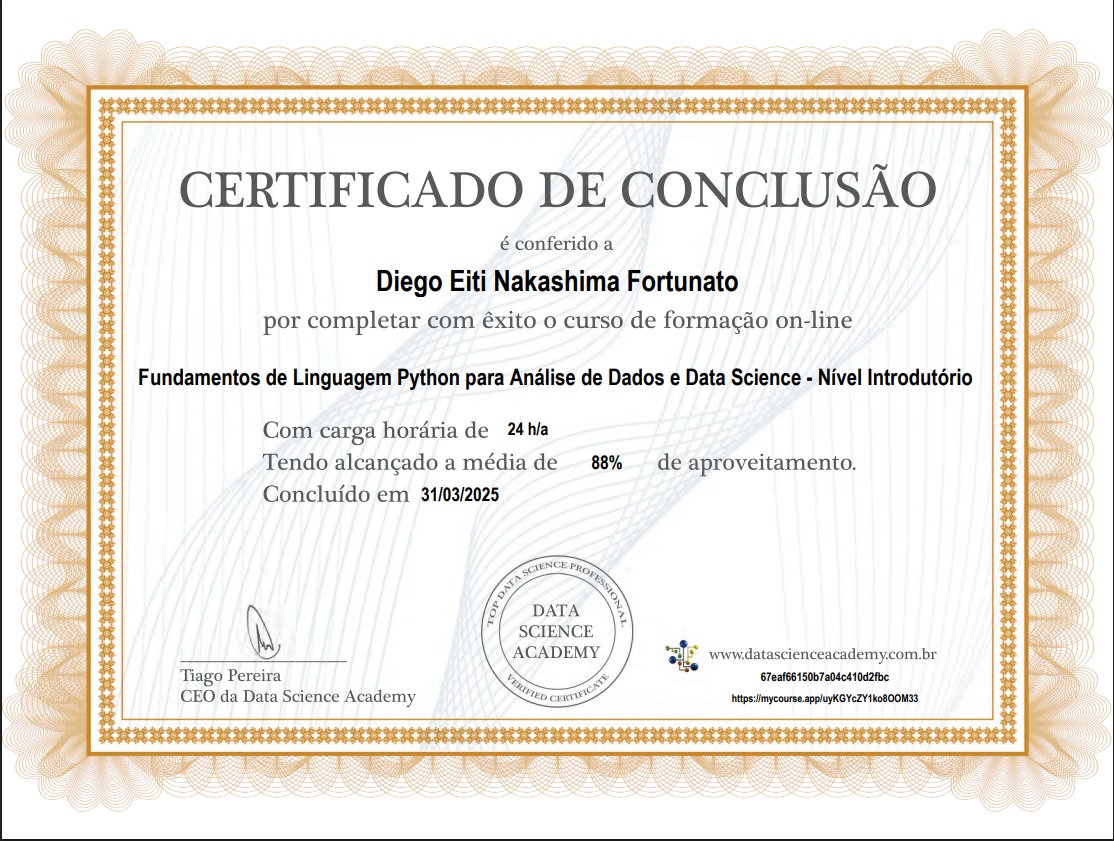 CERTIFICADO DE CONCLUSÃO
é conferido a
Diego Eiti Nakashima Fortunato
por completar com êxito o curso de formação on-line
Fundamentos de Linguagem Python para Análise de Dados e Data Science - Nível Introdutório
Com carga horária de 24 h/a
Tendo alcançado a média de 88% de aproveitamento.
Concluído em 31/03/2025
TOP DATA SCIENCE PROFESSIONAL
DATA
SCIENCE
ACADEMY
VERIFIED CERTIFICATE
Tiago Pereira
CEO da Data Science Academy
www.datascienceacademy.com.br
67eaf66150b7a04c410d2fbc
https://mycourse.app/uyKGYcZY1ko8OOM33